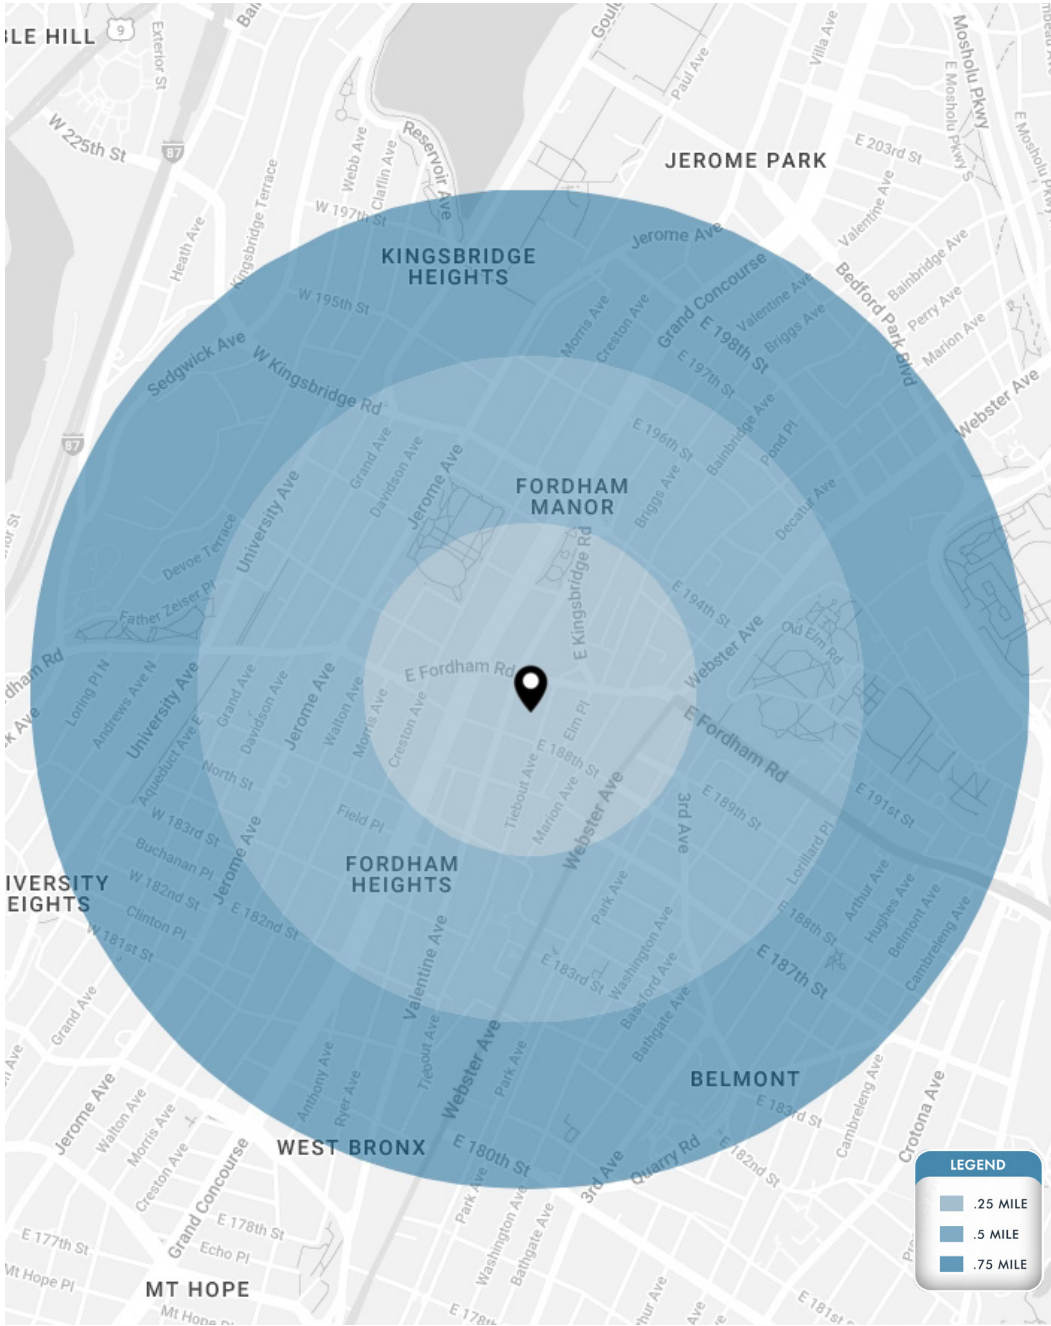 BLE HILL
9
Exterior St
Bai
Goul
Paul Ave
Villa Ave
Mosholu Pkwy
E Mosholu Pkwy S
E Mosholu Pkwy
mbeau Ave
W 225th St
87
Webb Ave
Claflin Ave
Reservoir Ave
JEROME PARK
E 203rd St
Valentine Ave
Heath Ave
Kingsbridge Terrace
W 197th St
KINGSBRIDGE
HEIGHTS
Jerome Ave
Grand Concourse
Bainbridge Ave
Perry Ave
Marion Ave
Bedford Park Blvd
W 195th St
Morris Ave
Creston Ave
Valentine Ave
Briggs Ave
E 198th St
E 197th St
Sedgwick Ave
W Kingsbridge Rd
Webster Ave
87
Grand Ave
Davidson Ave
Jerome Ave
E 196th St
Bainbridge Ave
Pond Pl
Briggs Ave
Decatur Ave
University Ave
FORDHAM
MANOR
nor St
Devoe Terrace
Father Zeiser Pl
E Kingsbridge Rd
E 194th St
Webster Ave
Old Elm Rd
dham Rd
k Ave
Loring Pl N
Andrews Ave N
University Ave
Aqueduct Ave E
Grand Ave
Davidson Ave
Jerome Ave
Walton Ave
Morris Ave
Creston Ave
E Fordham Rd
Elm Pl
E 188th St
Tiebout Ave
Marion Ave
Webster Ave
E Fordham Rd
North St
Field Pl
3rd Ave
E 189th St
E 191st St
Lorillard Pl
W 183rd St
Buchanan Pl
W 182nd St
Clinton Pl
W 181st St
Jerome Ave
E 182nd St
FORDHAM
HEIGHTS
IVERSITY
EIGHTS
Park Ave
Arthur Ave
Hughes Ave
Belmont Ave
Cambreleng Ave
E 188th St
E 187th St
Valentine Ave
E 183rd St
Washington Ave
Bassford Ave
Bathgate Ave
Grand Ave
n Ave
Tiebout Ave
Webster Ave
Park Ave
Anthony Ave
Ryer Ave
BELMONT
E 183rd St
Cambreleng Ave
Crotona Ave
Jerome Ave
Walton Ave
Morris Ave
Creston Ave
Grand Concourse
WEST BRONX
E 180th St
3rd Ave
Quarry Rd
E 182nd St
Park Ave
Washington Ave
Bathgate Ave
E 177th St
E 178th St
Echo Pl
Mt Hope Pl
MT HOPE
Mt Hope Pl
E 178th
hur Ave
Ave
E 181st S
Pro
LEGEND
.25 MILE
.5 MILE
.75 MILE